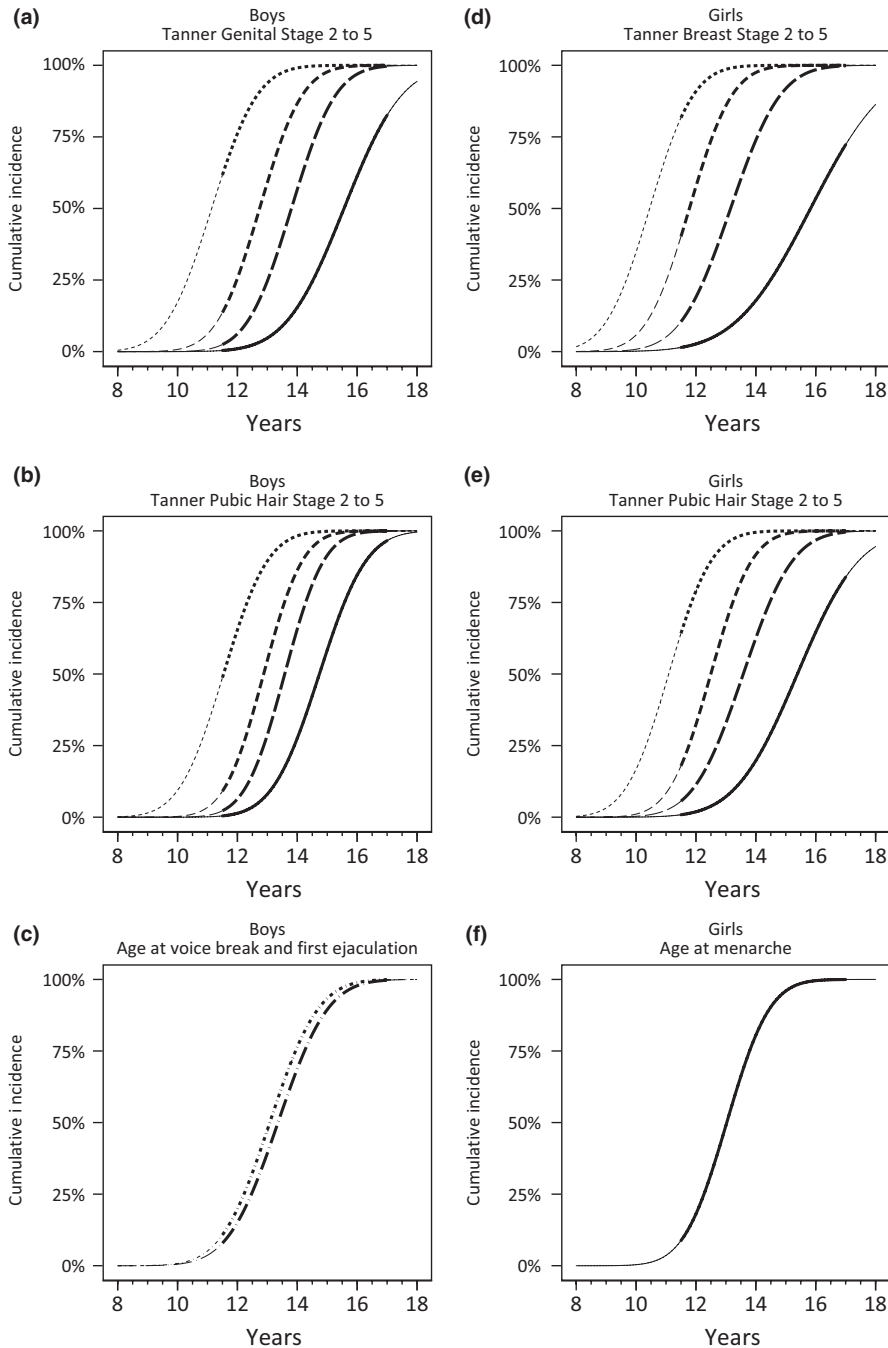 (a)
Boys
Tanner Genital Stage 2 to 5
100%
75%
50%
25%
0%
Cumulative incidence
8 10 12 14 16 18
Years
(d)
Girls
Tanner Breast Stage 2 to 5
100%
75%
50%
25%
0%
Cumulative incidence
8 10 12 14 16 18
Years
(b)
Boys
Tanner Pubic Hair Stage 2 to 5
100%
75%
50%
25%
0%
Cumulative incidence
8 10 12 14 16 18
Years
(e)
Girls
Tanner Pubic Hair Stage 2 to 5
100%
75%
50%
25%
0%
Cumulative incidence
8 10 12 14 16 18
Years
(c)
Boys
Age at voice break and first ejaculation
100%
75%
50%
25%
0%
Cumulative i ncidence
8 10 12 14 16 18
Years
(f)
Girls
Age at menarche
100%
75%
50%
25%
0%
Cumulative incidence
8 10 12 14 16 18
Years